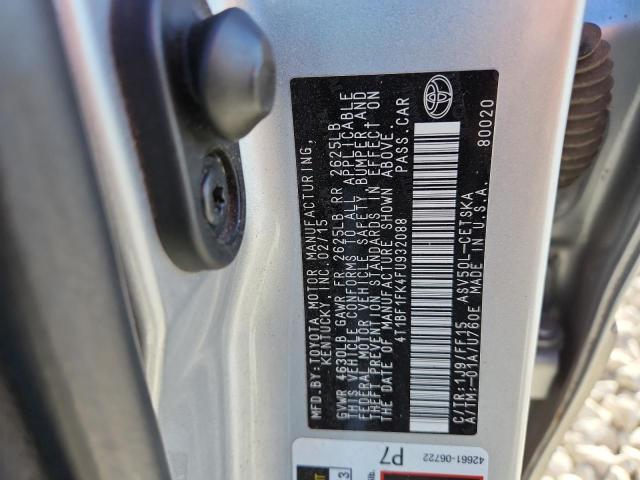 MFD.BY:TOYOTA MOTOR MANUFACTURING,
KENTUCKY, INC. 02/15
GVWR 4630LB GAWR FR 2625LB RR 2625LB
THIS VEHICLE CONFORMS TO ALL APPLICABLE
FEDERAL MOTOR VEHICLE SAFETY BUMPER AND
THEFT PREVENTION STANDARDS IN EFFECT ON
THE DATE OF MANUFACTURE SHOWN ABOVE.
4T1BF1FK4FU932088 PASS.CAR
C/TR:1J9/FF15 ASV50L-CETSKA
A/TM:-01A/U760E MADE IN U.S.A. 80020
P7 42661-06722
3